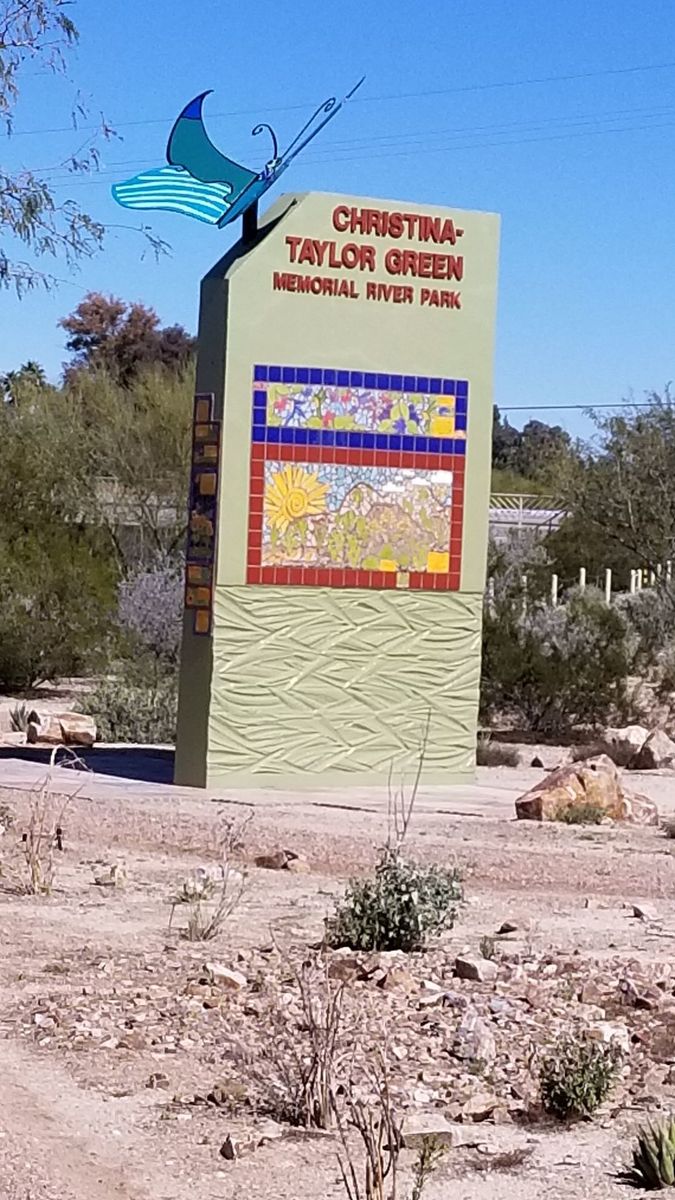 CHRISTINA-
TAYLOR GREEN
MEMORIAL RIVER PARK